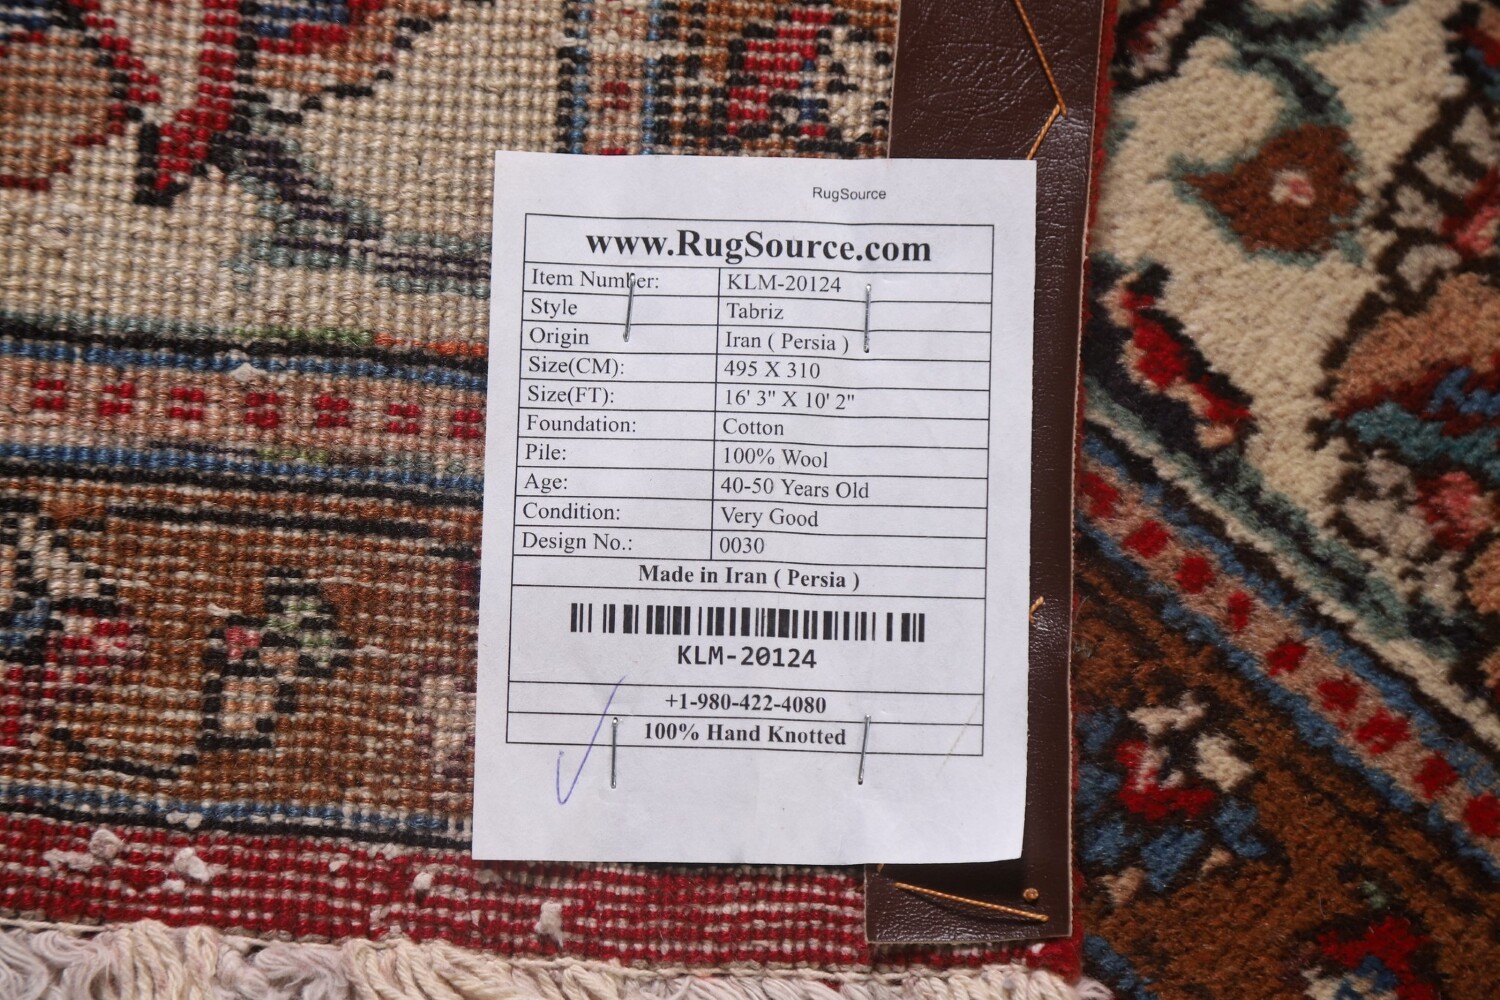 RugSource
www.RugSource.com
Item Number: KLM-20124
Style Tabriz
Origin Iran ( Persia )
Size(CM): 495 X 310
Size(FT): 16' 3" X 10' 2"
Foundation: Cotton
Pile: 100% Wool
Age: 40-50 Years Old
Condition: Very Good
Design No.: 0030
Made in Iran ( Persia )
KLM-20124
+1-980-422-4080
100% Hand Knotted